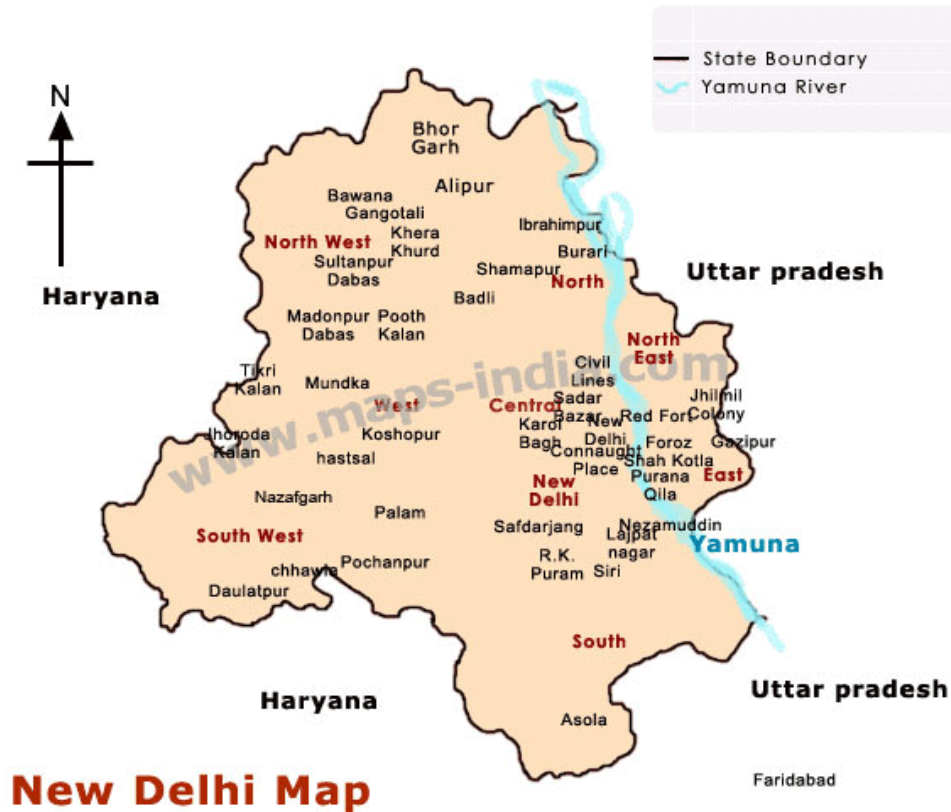 State Boundary
Yamuna River
N
Bhor
Garh
Alipur
Bawana
Gangotali
Khera
Khurd
Ibrahimpur
North West
Burari
Sultanpur
Dabas
Shamapur
North
Uttar pradesh
Haryana
Badli
Madonpur
Dabas
Pooth
Kalan
North
East
Civil
Lines
Tikri
Kalan
Mundka
www.maps-india.com
West
Central
Sadar
Bazar
Jhilmil
Colony
Karol
Bagh
New
Delhi
Red Fort
Jhoroda
Kalan
Koshopur
hastsal
Connaught
Place
Foroz
Shah Kotla
Gazipur
Purana
Qila
East
New
Delhi
Nazafgarh
Palam
Safdarjang
Nezamuddin
South West
Lajpat
nagar
Yamuna
R.K.
Puram
Siri
chhawla
Pochanpur
Daulatpur
South
Haryana
Uttar pradesh
Asola
Faridabad
New Delhi Map